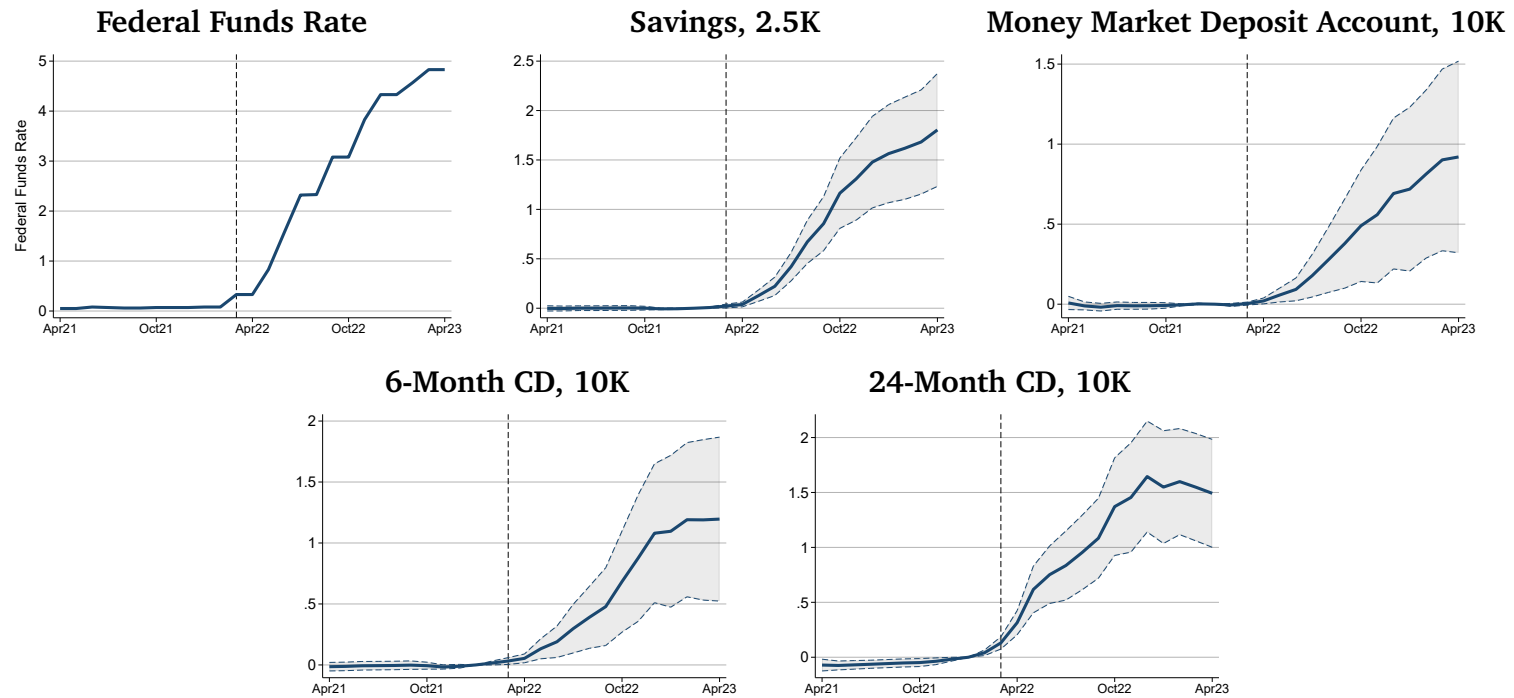 Federal Funds Rate
Federal Funds Rate
5
4
3
2
1
0
Apr21 Oct21 Apr22 Oct22 Apr23
Savings, 2.5K
2.5
2
1.5
1
.5
0
Apr21 Oct21 Apr22 Oct22 Apr23
Money Market Deposit Account, 10K
1.5
1
.5
0
Apr21 Oct21 Apr22 Oct22 Apr23
6-Month CD, 10K
2
1.5
1
.5
0
Apr21 Oct21 Apr22 Oct22 Apr23
24-Month CD, 10K
2
1.5
1
.5
0
Apr21 Oct21 Apr22 Oct22 Apr23